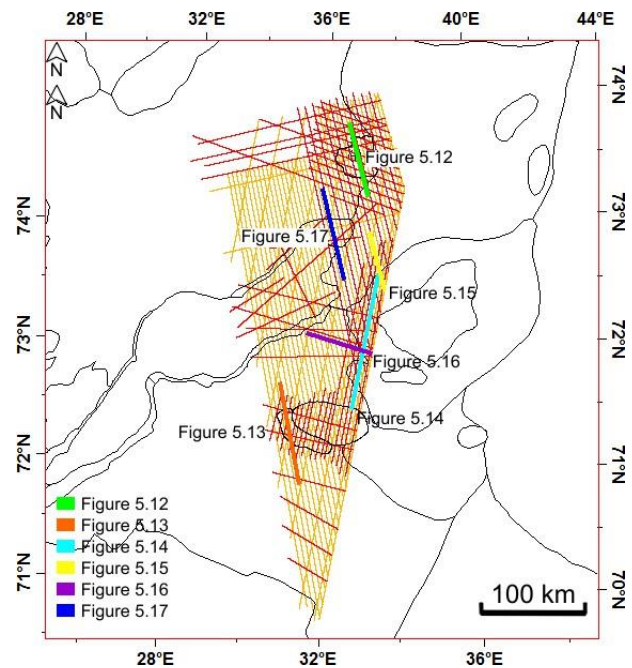 28°E 32°E 36°E 40°E 44°E
N
N
74°N
Figure 5.12
74°N
73°N
Figure 5.17
Figure 5.15
73°N
72°N
Figure 5.16
Figure 5.14
Figure 5.13
72°N
71°N
Figure 5.12
Figure 5.13
Figure 5.14
Figure 5.15
Figure 5.16
Figure 5.17
71°N
70°N
100 km
28°E 32°E 36°E